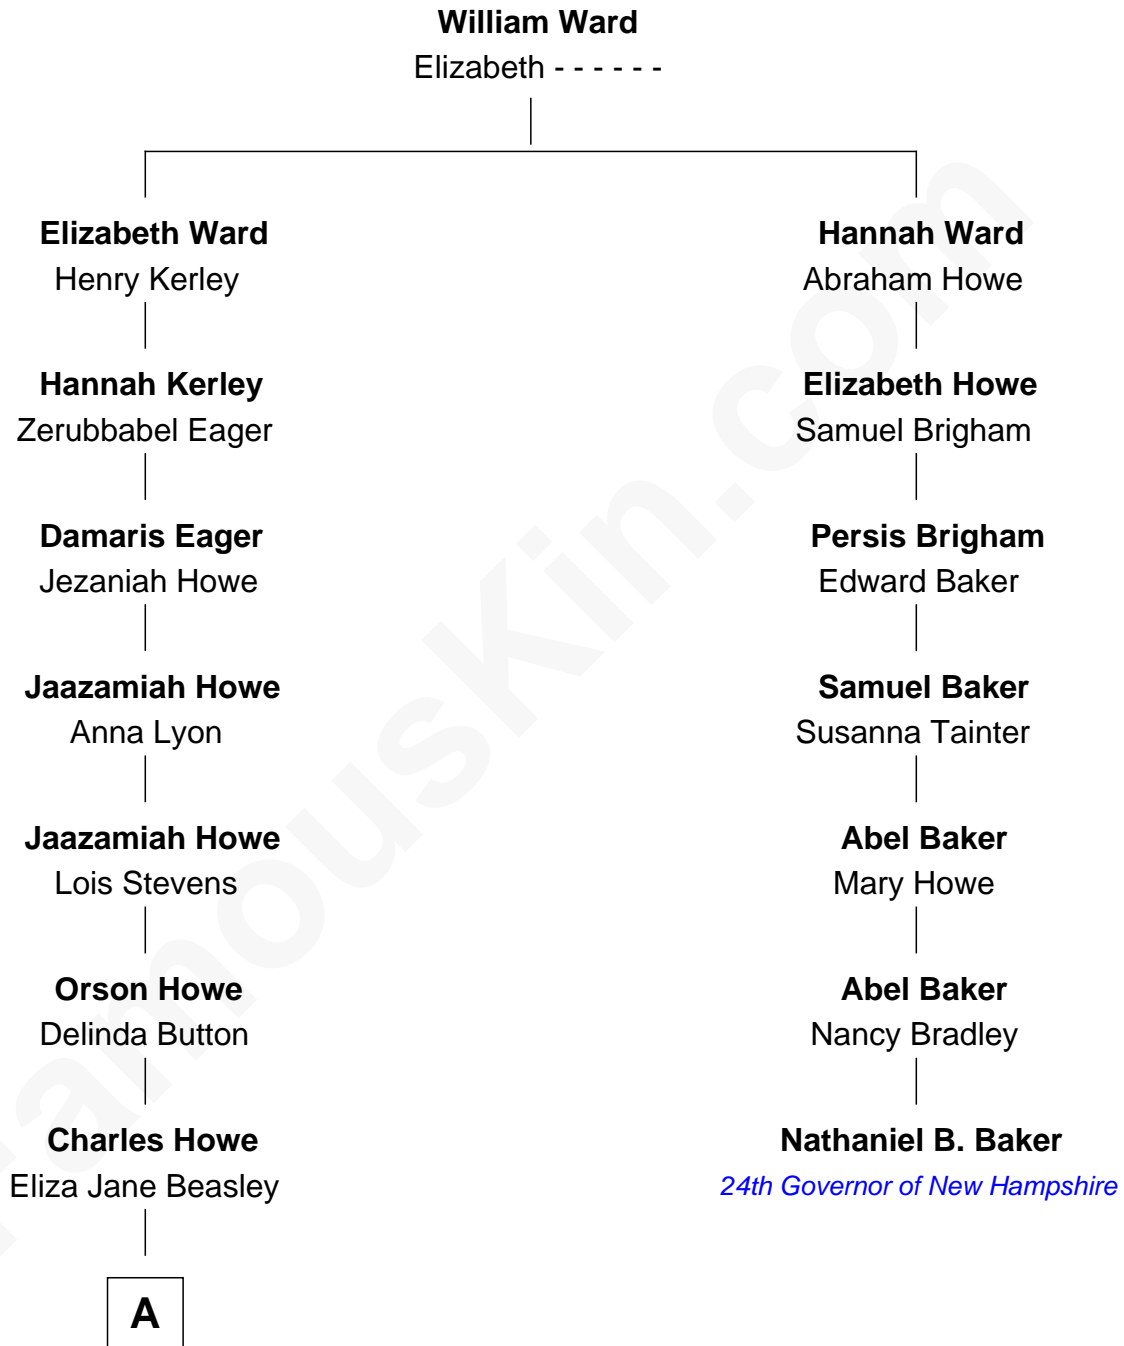 William Ward
Elizabeth - - - - - -
Elizabeth Ward
Henry Kerley
Hannah Ward
Abraham Howe
Hannah Kerley
Zerubbabel Eager
Elizabeth Howe
Samuel Brigham
Damaris Eager
Jezaniah Howe
Persis Brigham
Edward Baker
Jaazamiah Howe
Anna Lyon
Samuel Baker
Susanna Tainter
Jaazamiah Howe
Lois Stevens
Abel Baker
Mary Howe
Orson Howe
Delinda Button
Abel Baker
Nancy Bradley
Charles Howe
Eliza Jane Beasley
Nathaniel B. Baker
24th Governor of New Hampshire
A
FamousKin.com